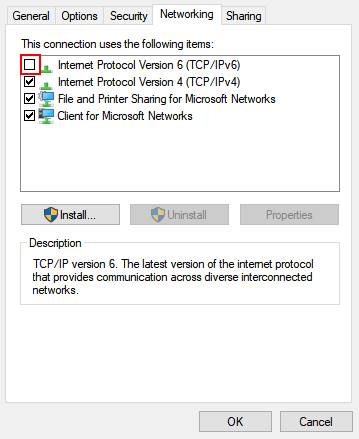 General Options Security Networking Sharing
This connection uses the following items:
Internet Protocol Version 6 (TCP/IPv6)
Internet Protocol Version 4 (TCP/IPv4)
File and Printer Sharing for Microsoft Networks
Client for Microsoft Networks
Install... Uninstall Properties
Description
TCP/IP version 6. The latest version of the internet protocol
that provides communication across diverse interconnected
networks.
OK Cancel